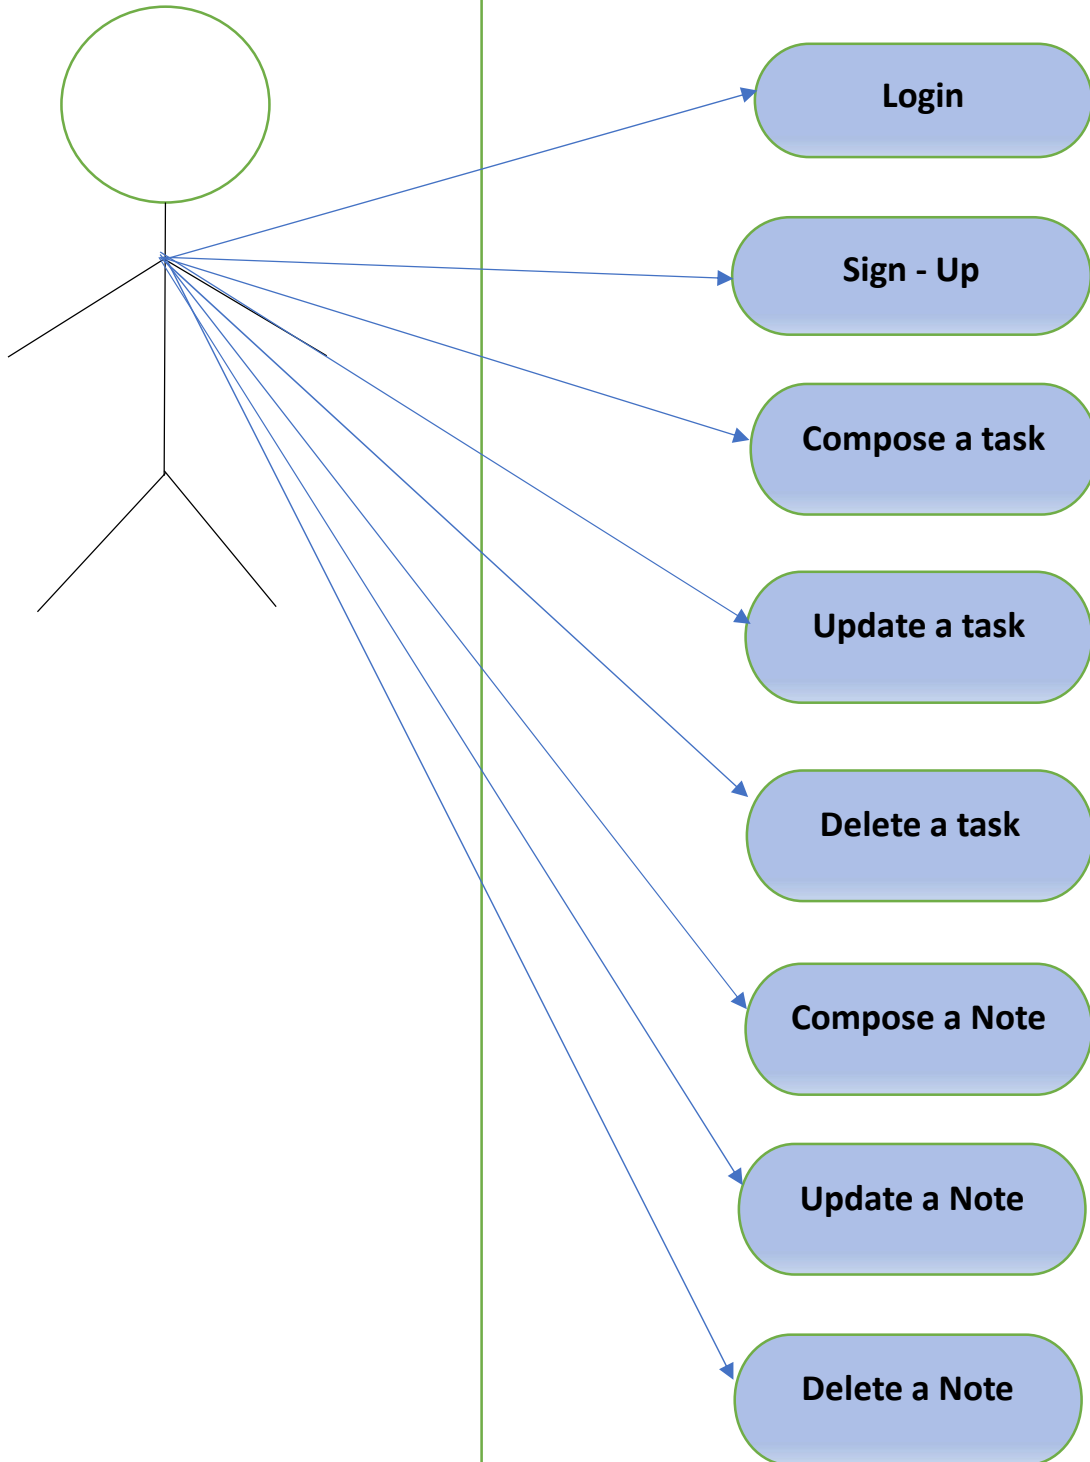 Login
Sign - Up
Compose a task
Update a task
Delete a task
Compose a Note
Update a Note
Delete a Note